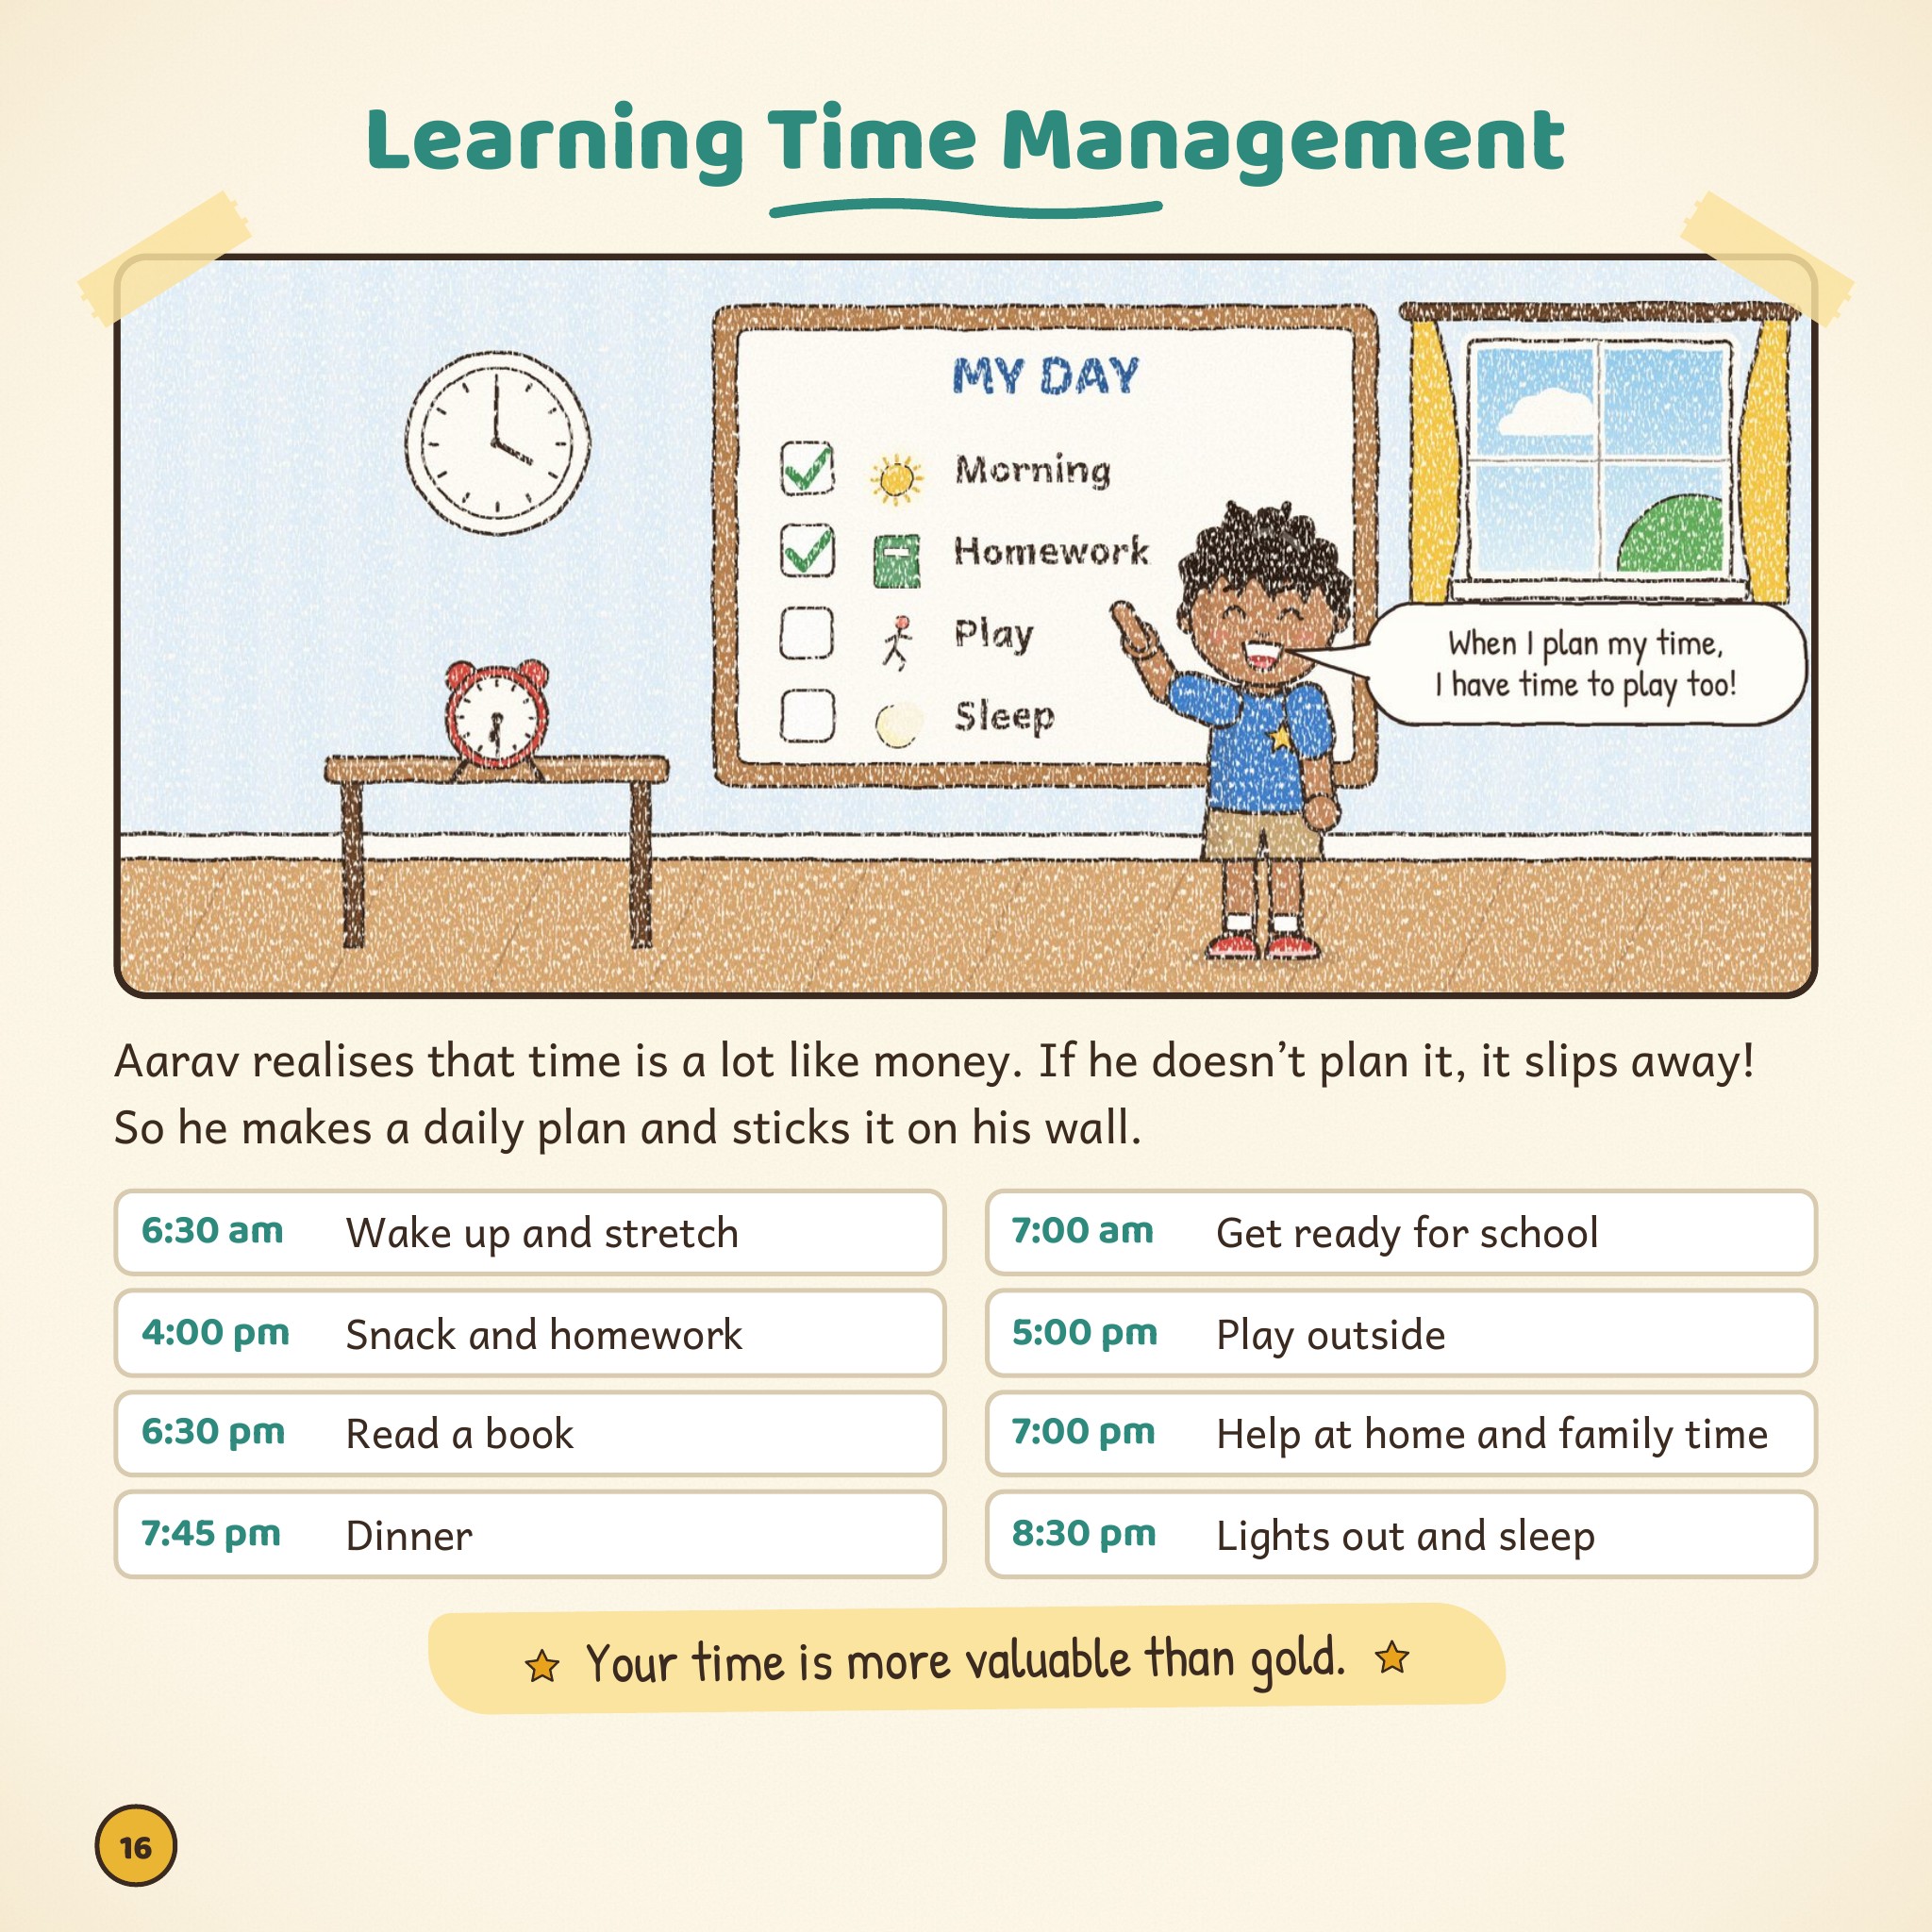 Learning Time Management
MY DAY
Morning
Homework
Play
Sleep
When I plan my time,
I have time to play too!
Aarav realises that time is a lot like money. If he doesn’t plan it, it slips away!
So he makes a daily plan and sticks it on his wall.
6:30 am Wake up and stretch
7:00 am Get ready for school
4:00 pm Snack and homework
5:00 pm Play outside
6:30 pm Read a book
7:00 pm Help at home and family time
7:45 pm Dinner
8:30 pm Lights out and sleep
Your time is more valuable than gold.
16